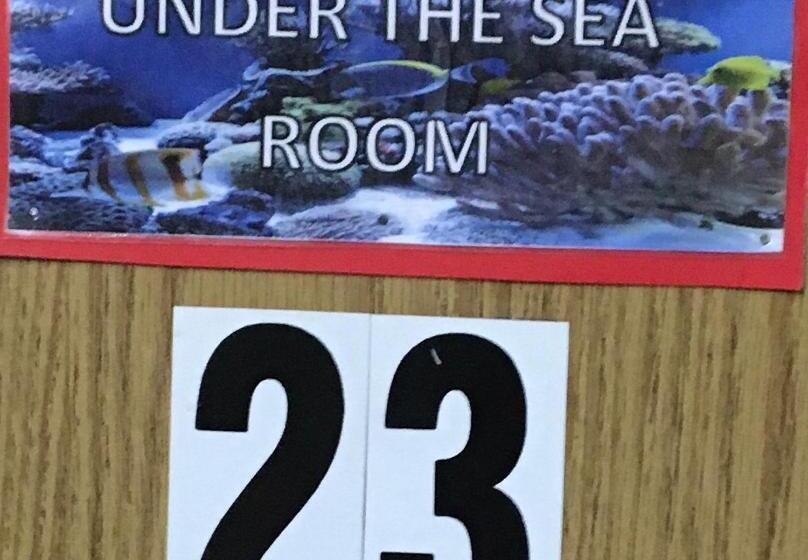 UNDER THE SEA
ROOM
23